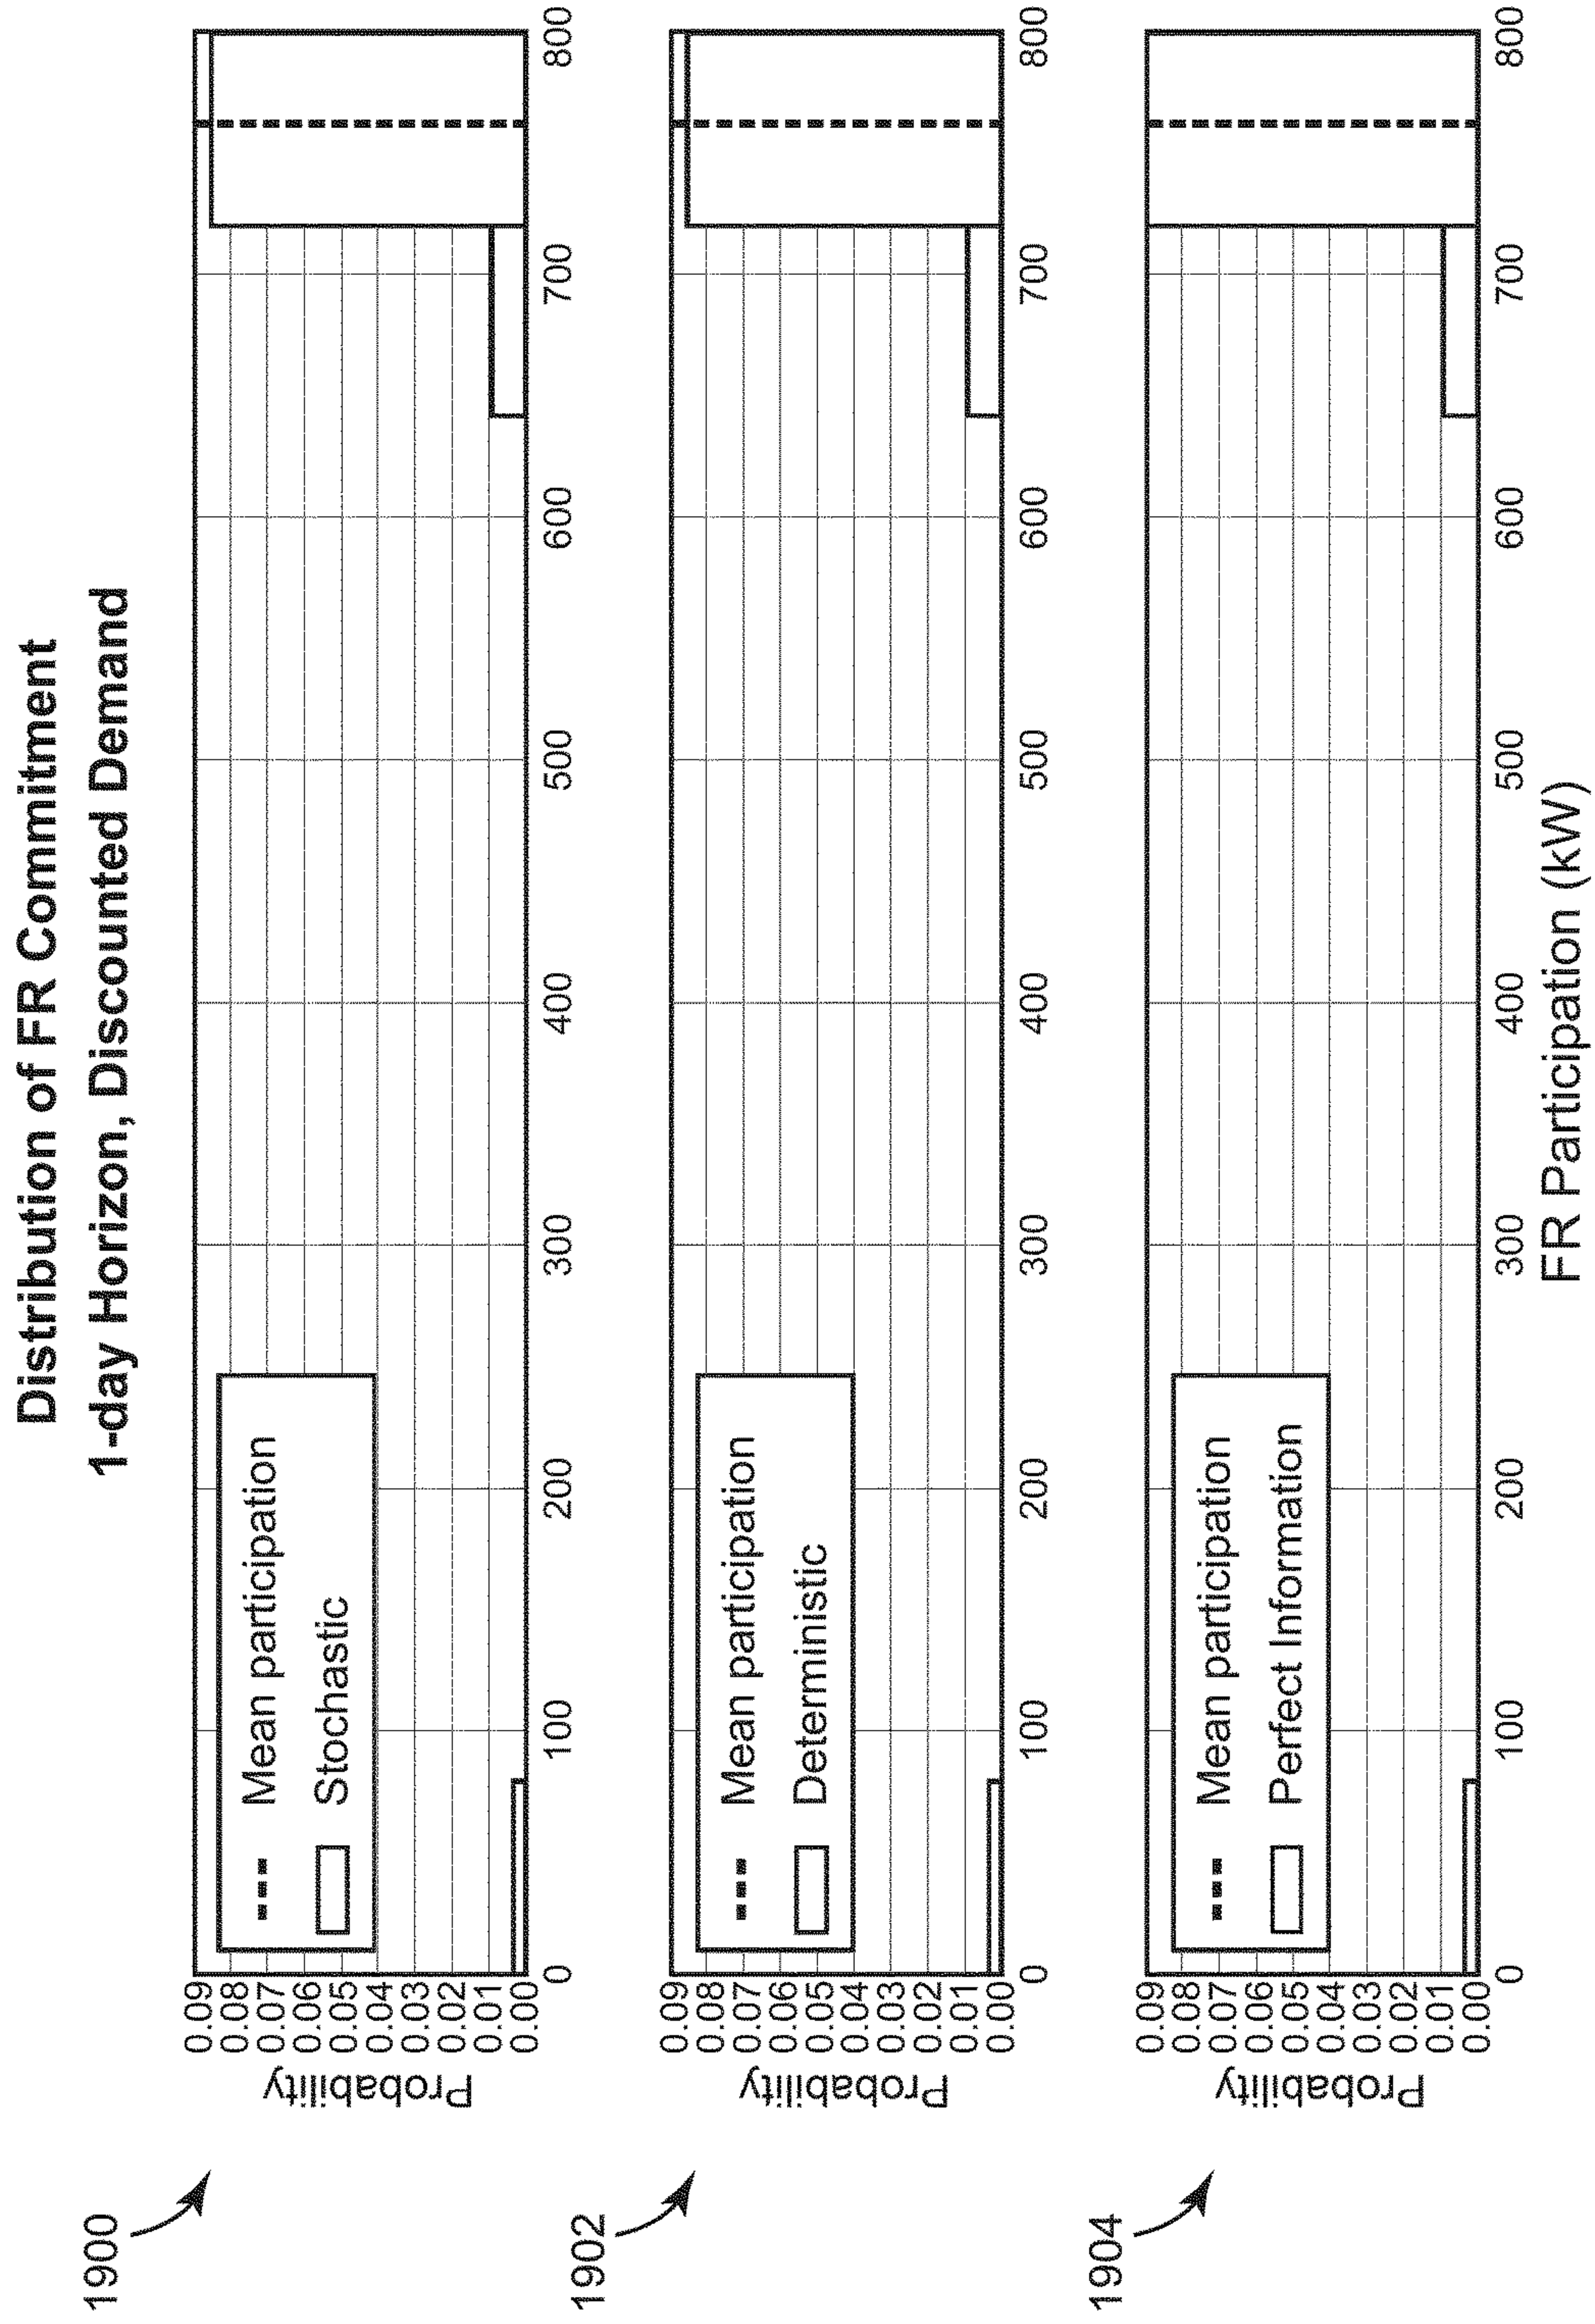 Distribution of FR Commitment
1-day Horizon, Discounted Demand
1900
Probability
0.09
0.08
0.07
0.06
0.05
0.04
0.03
0.02
0.01
0.00
Mean participation
Stochastic
0 100 200 300 400 500 600 700 800
1902
Probability
0.09
0.08
0.07
0.06
0.05
0.04
0.03
0.02
0.01
0.00
Mean participation
Deterministic
0 100 200 300 400 500 600 700 800
1904
Probability
0.09
0.08
0.07
0.06
0.05
0.04
0.03
0.02
0.01
0.00
Mean participation
Perfect Information
0 100 200 300 400 500 600 700 800
FR Participation (kW)